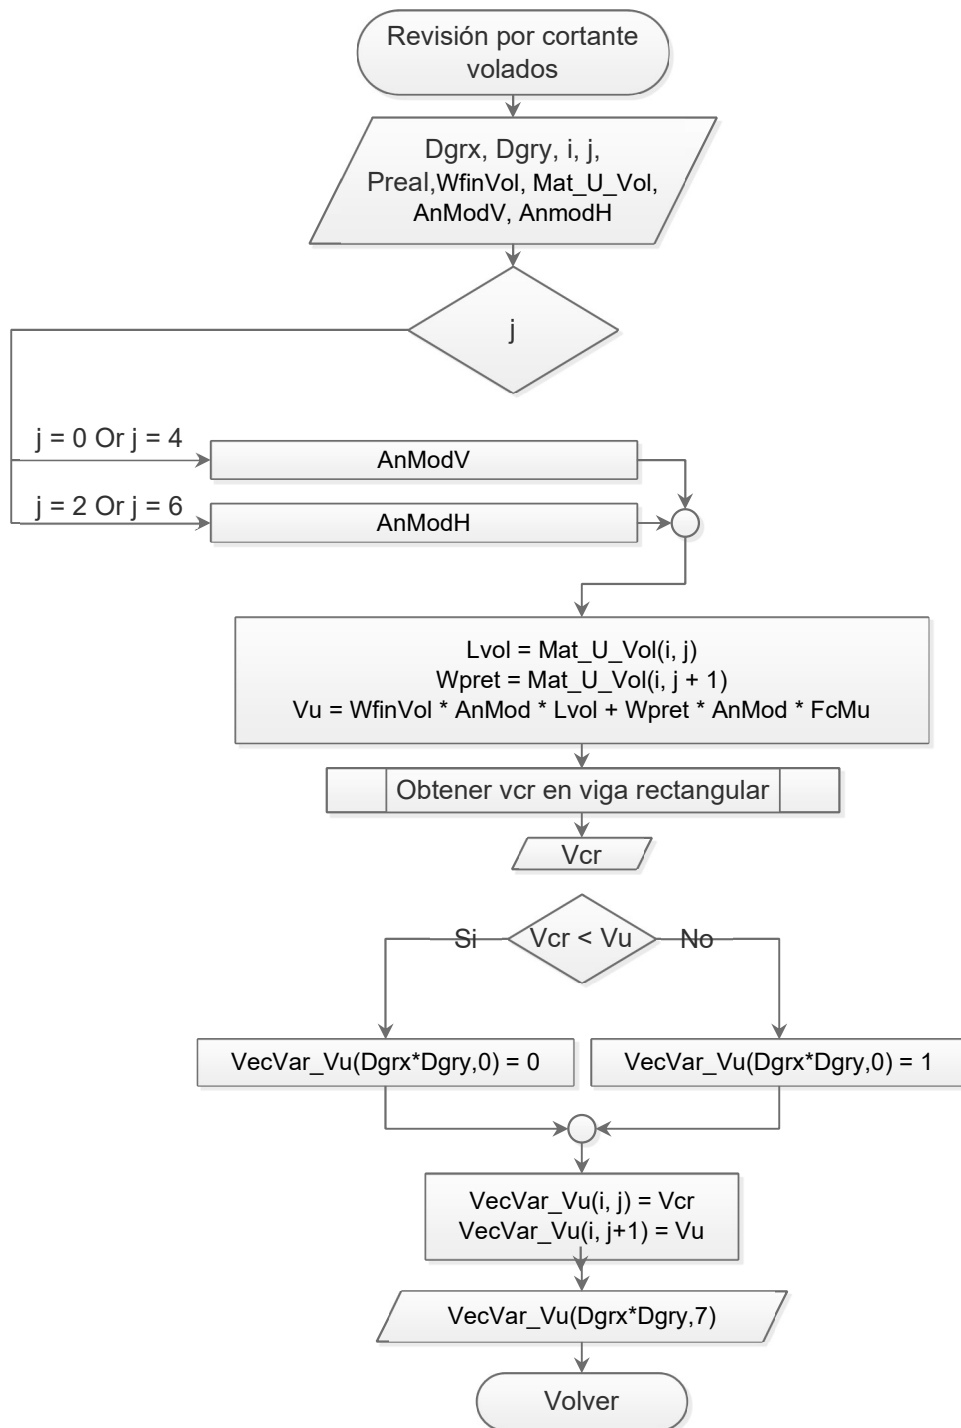 Revisión por cortante
volados
Dgrx, Dgry, i, j,
Preal,WfinVol, Mat_U_Vol,
AnModV, AnmodH
j
j = 0 Or j = 4
AnModV
j = 2 Or j = 6
AnModH
Lvol = Mat_U_Vol(i, j)
Wpret = Mat_U_Vol(i, j + 1)
Vu = WfinVol * AnMod * Lvol + Wpret * AnMod * FcMu
Obtener vcr en viga rectangular
Vcr
Si
Vcr < Vu
No
VecVar_Vu(Dgrx*Dgry,0) = 0
VecVar_Vu(Dgrx*Dgry,0) = 1
VecVar_Vu(i, j) = Vcr
VecVar_Vu(i, j+1) = Vu
VecVar_Vu(Dgrx*Dgry,7)
Volver